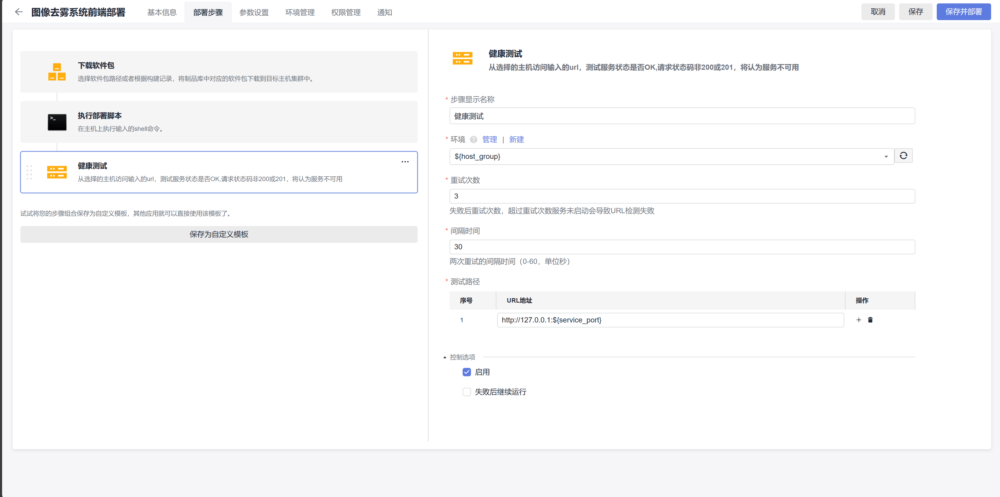 图像去雾系统前端部署
基本信息
部署步骤
参数设置
环境管理
权限管理
通知
取消
保存
保存并部署
下载软件包
选择软件包路径或者根据构建记录，将制品库中对应的软件包下载到目标主机集群中。
执行部署脚本
在主机上执行输入的shell命令。
健康测试
从选择的主机访问输入的url，测试服务状态是否OK,请求状态码非200或201，将认为服务不可用
试试将您的步骤组合保存为自定义模板，其他应用就可以直接使用该模板了。
保存为自定义模板
健康测试
从选择的主机访问输入的url，测试服务状态是否OK,请求状态码非200或201，将认为服务不可用
* 步骤显示名称
健康测试
* 环境 ? 管理 | 新建
${host_group}
* 重试次数
3
失败后重试次数，超过重试次数服务未启动会导致URL检测失败
* 间隔时间
30
两次重试的间隔时间（0-60，单位秒）
* 测试路径
序号 URL地址 操作
1 http://127.0.0.1:${service_port}
控制选项
启用
失败后继续运行